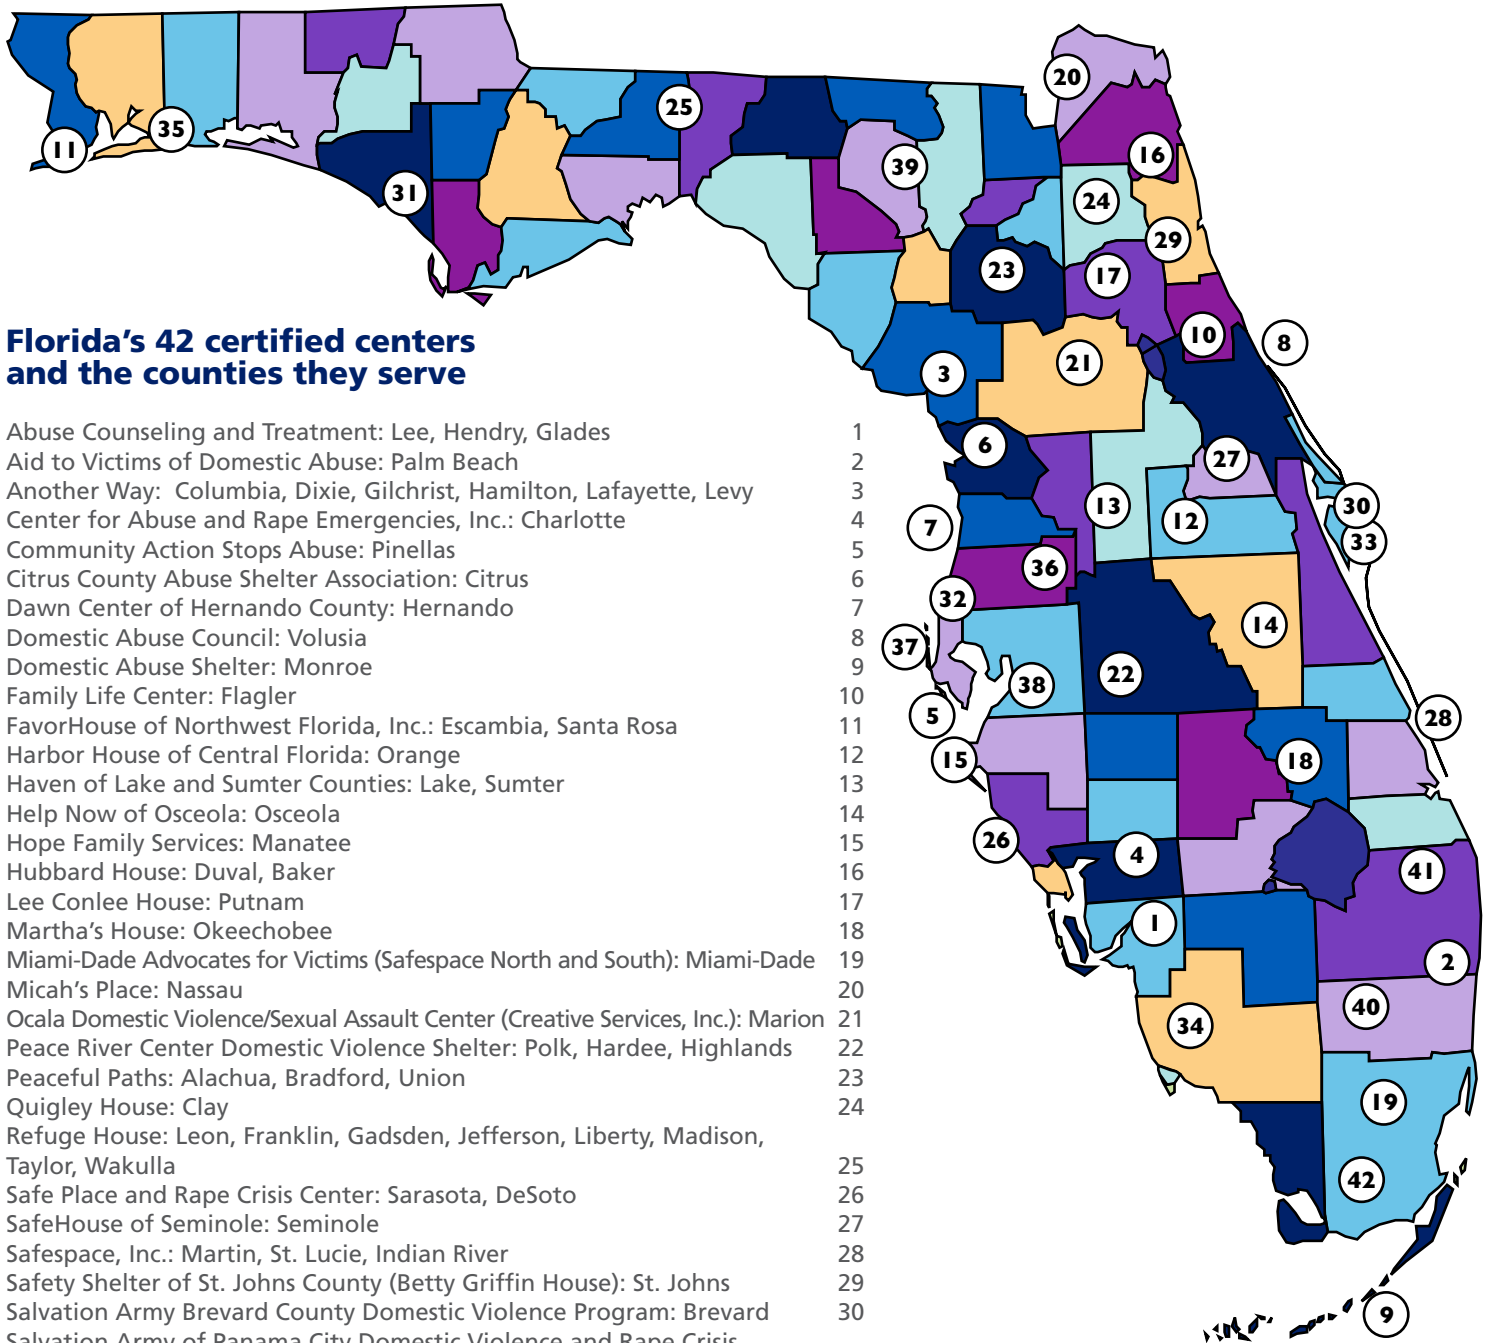 Florida's 42 certified centers
and the counties they serve
Abuse Counseling and Treatment: Lee, Hendry, Glades 1
Aid to Victims of Domestic Abuse: Palm Beach 2
Another Way: Columbia, Dixie, Gilchrist, Hamilton, Lafayette, Levy 3
Center for Abuse and Rape Emergencies, Inc.: Charlotte 4
Community Action Stops Abuse: Pinellas 5
Citrus County Abuse Shelter Association: Citrus 6
Dawn Center of Hernando County: Hernando 7
Domestic Abuse Council: Volusia 8
Domestic Abuse Shelter: Monroe 9
Family Life Center: Flagler 10
FavorHouse of Northwest Florida, Inc.: Escambia, Santa Rosa 11
Harbor House of Central Florida: Orange 12
Haven of Lake and Sumter Counties: Lake, Sumter 13
Help Now of Osceola: Osceola 14
Hope Family Services: Manatee 15
Hubbard House: Duval, Baker 16
Lee Conlee House: Putnam 17
Martha's House: Okeechobee 18
Miami-Dade Advocates for Victims (Safespace North and South): Miami-Dade 19
Micah's Place: Nassau 20
Ocala Domestic Violence/Sexual Assault Center (Creative Services, Inc.): Marion 21
Peace River Center Domestic Violence Shelter: Polk, Hardee, Highlands 22
Peaceful Paths: Alachua, Bradford, Union 23
Quigley House: Clay 24
Refuge House: Leon, Franklin, Gadsden, Jefferson, Liberty, Madison,
Taylor, Wakulla 25
Safe Place and Rape Crisis Center: Sarasota, DeSoto 26
SafeHouse of Seminole: Seminole 27
Safespace, Inc.: Martin, St. Lucie, Indian River 28
Safety Shelter of St. Johns County (Betty Griffin House): St. Johns 29
Salvation Army Brevard County Domestic Violence Program: Brevard 30
Salvation Army of Panama City Domestic Violence and Rape Crisis
20
25
11
35
16
39
31
24
29
23
17
10
8
21
3
6
27
13
12
30
7
33
36
32
14
37
22
38
5
28
15
18
26
4
41
1
2
40
34
19
42
9